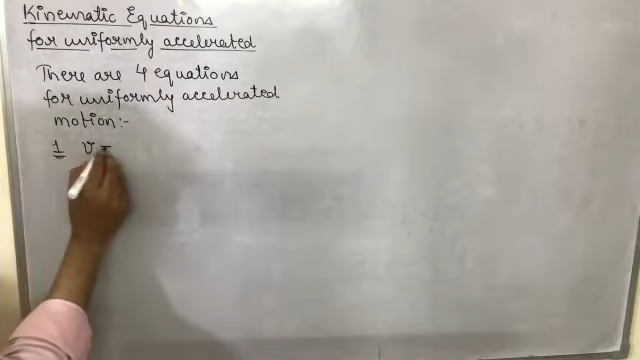 Kinematic Equations
for uniformly accelerated
There are 4 equations
for uniformly accelerated
motion:-
1 v =